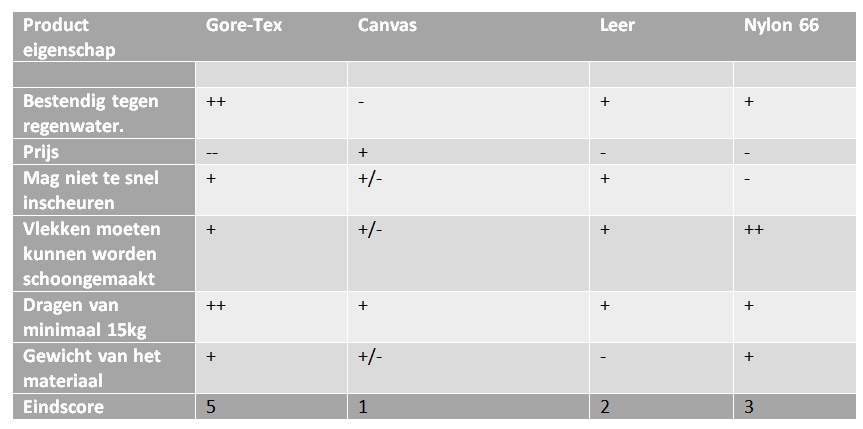 Product eigenschap Gore-Tex Canvas Leer Nylon 66
Bestendig tegen regenwater. ++ - + +
Prijs -- + - -
Mag niet te snel inscheuren + +/- + -
Vlekken moeten kunnen worden schoongemaakt + +/- + ++
Dragen van minimaal 15kg ++ + + +
Gewicht van het materiaal + +/- - +
Eindscore 5 1 2 3